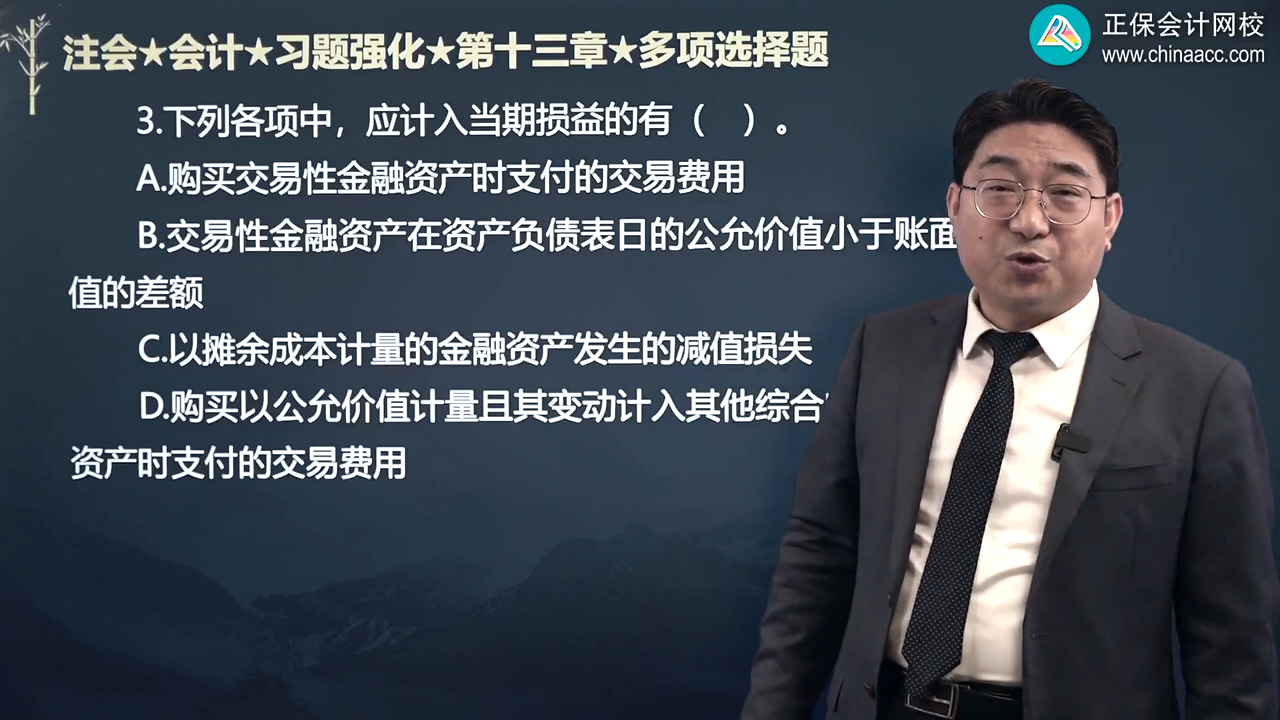 注会★会计★习题强化★第十三章★多项选择题
正保会计网校
www.chinaacc.com
3.下列各项中，应计入当期损益的有（ ）。
A.购买交易性金融资产时支付的交易费用
B.交易性金融资产在资产负债表日的公允价值小于账面
值的差额
C.以摊余成本计量的金融资产发生的减值损失
D.购买以公允价值计量且其变动计入其他综合
资产时支付的交易费用